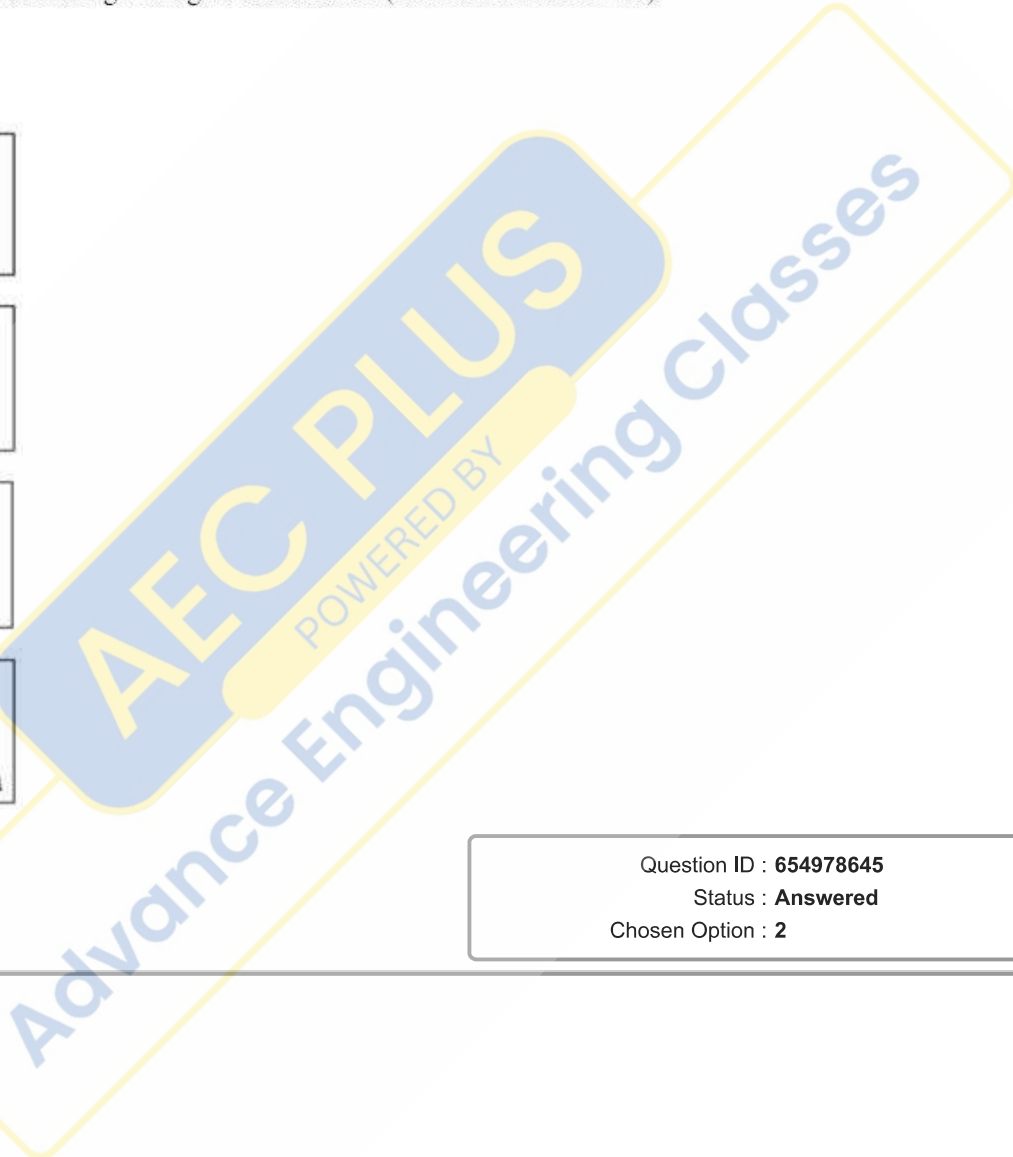 AEC PLUS
POWERED BY
Advance Engineering Classes
Question ID : 654978645
Status : Answered
Chosen Option : 2